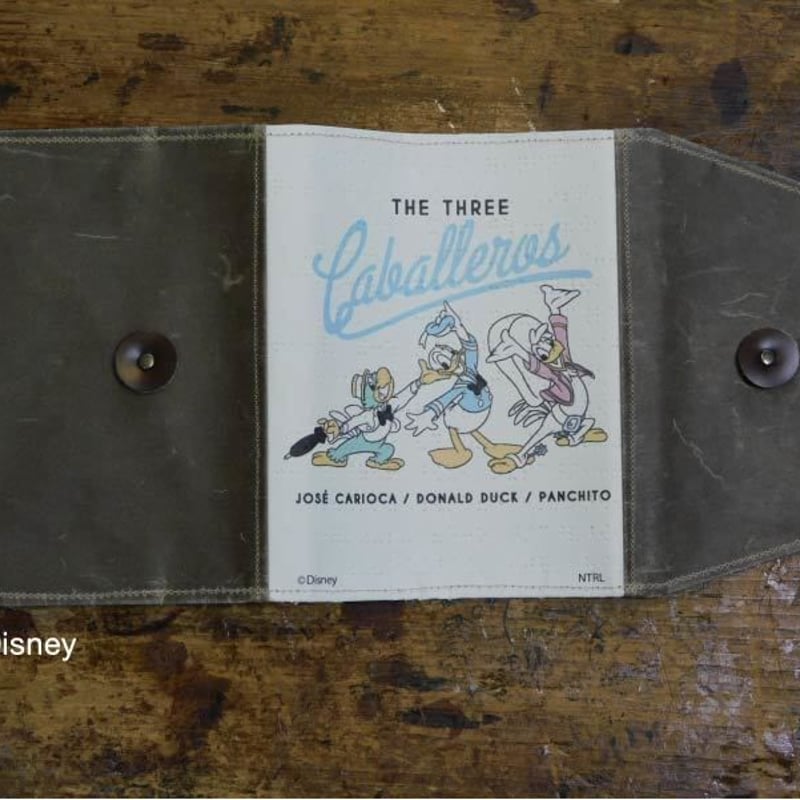 THE THREE
Caballeros
JOSÉ CARIOCA / DONALD DUCK / PANCHITO
©Disney
NTRL
isney